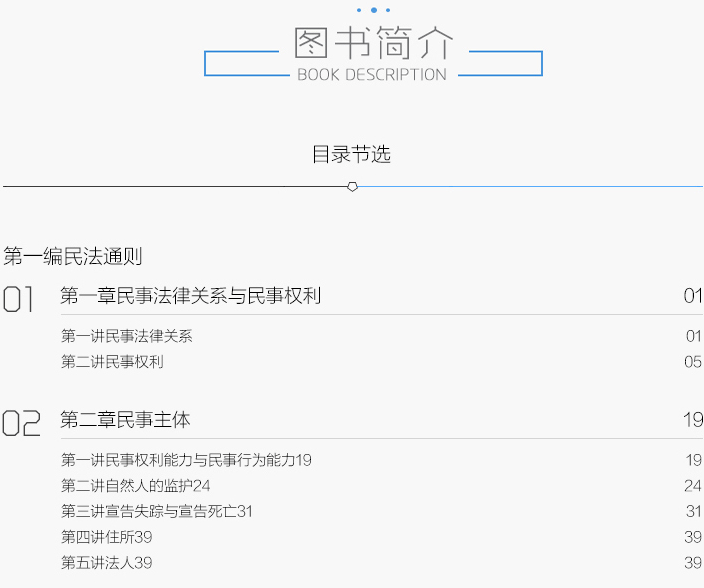 图书简介
BOOK DESCRIPTION
目录节选
第一编民法通则
01 第一章民事法律关系与民事权利 01
第一讲民事法律关系 01
第二讲民事权利 05
02 第二章民事主体 19
第一讲民事权利能力与民事行为能力19 19
第二讲自然人的监护24 24
第三讲宣告失踪与宣告死亡31 31
第四讲住所39 39
第五讲法人39 39